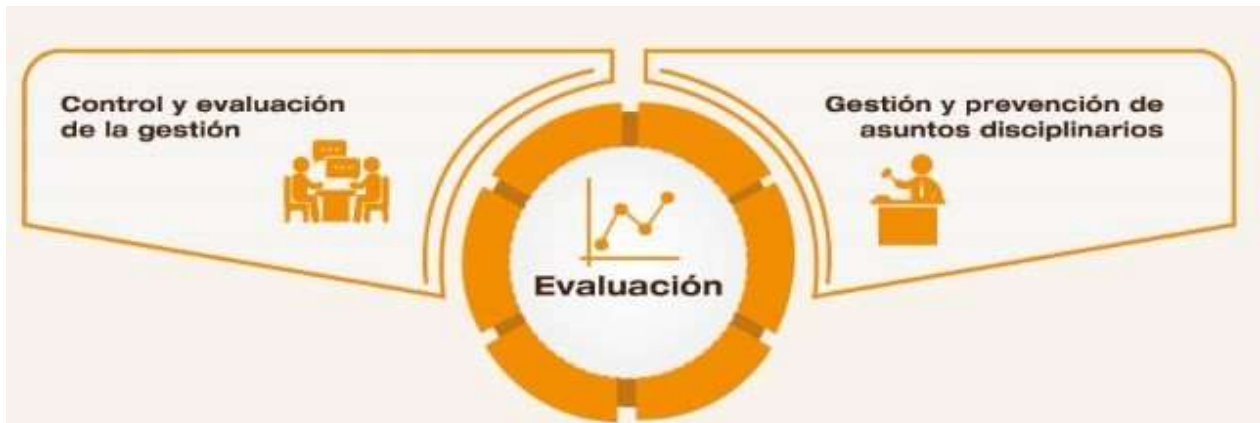 Control y evaluación
de la gestión
Gestión y prevención de
asuntos disciplinarios
Evaluación